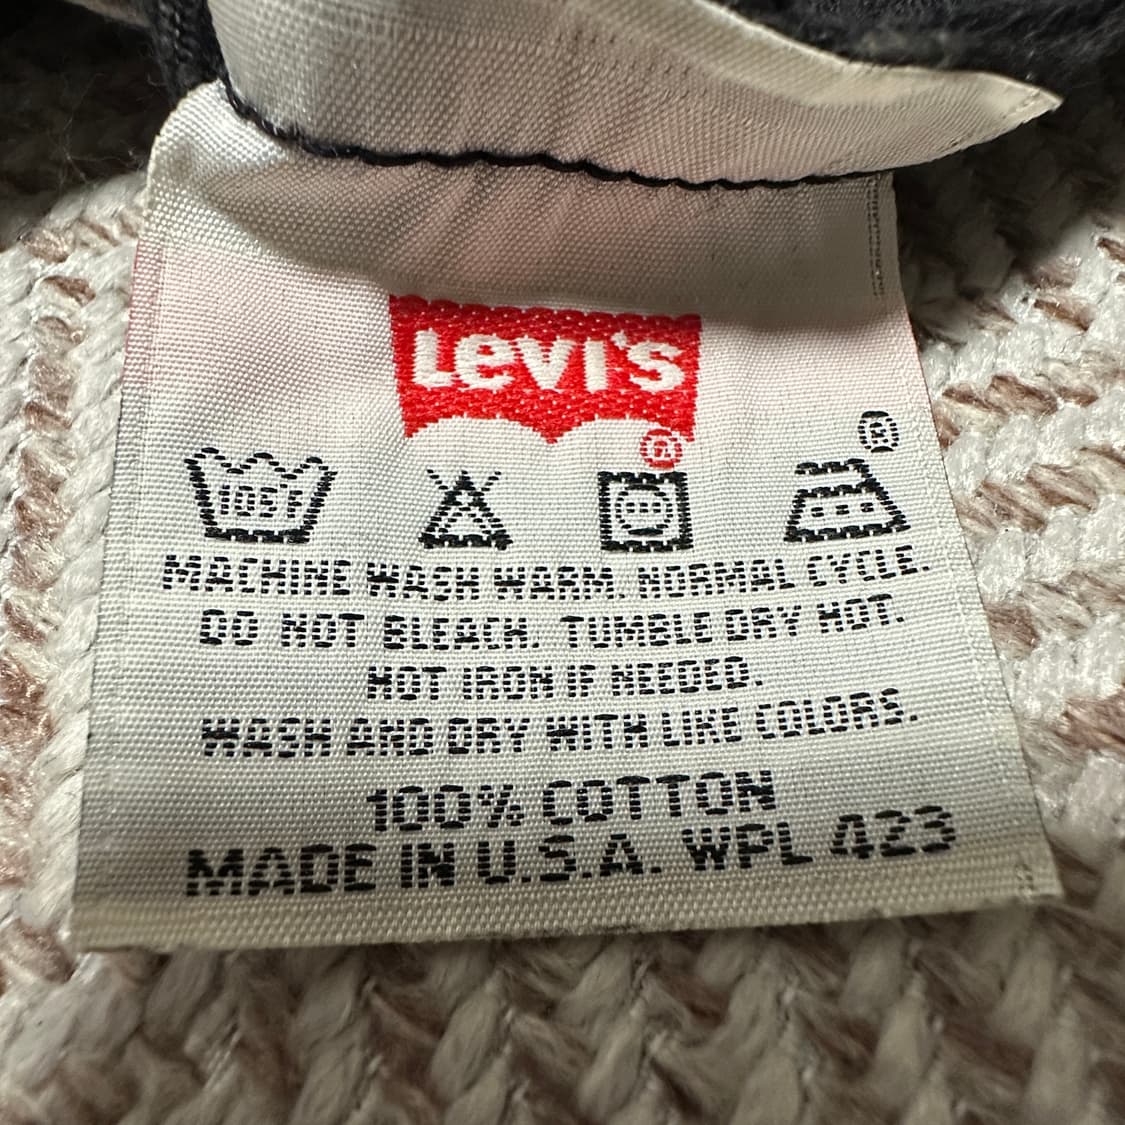 Levi's
®
®
105°F
MACHINE WASH WARM. NORMAL CYCLE.
DO NOT BLEACH. TUMBLE DRY HOT.
HOT IRON IF NEEDED.
WASH AND DRY WITH LIKE COLORS.
100% COTTON
MADE IN U.S.A. WPL 423